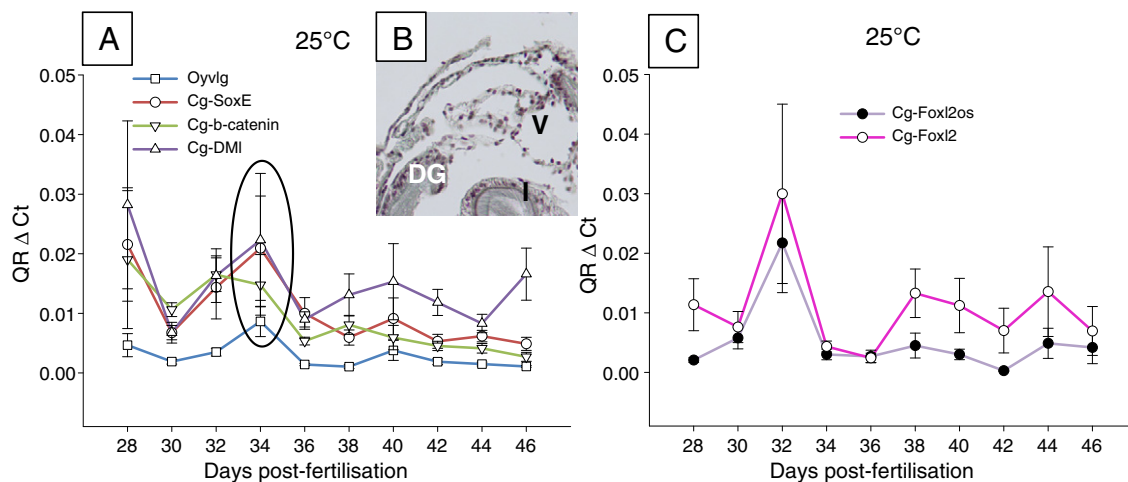 A
25°C
B
Oyvlg
Cg-SoxE
Cg-b-catenin
Cg-DMl
V
DG
I
QR Δ Ct
0.05
0.04
0.03
0.02
0.01
0.00
28 30 32 34 36 38 40 42 44 46
Days post-fertilisation
C
25°C
Cg-Foxl2os
Cg-Foxl2
QR Δ Ct
0.05
0.04
0.03
0.02
0.01
0.00
28 30 32 34 36 38 40 42 44 46
Days post-fertilisation